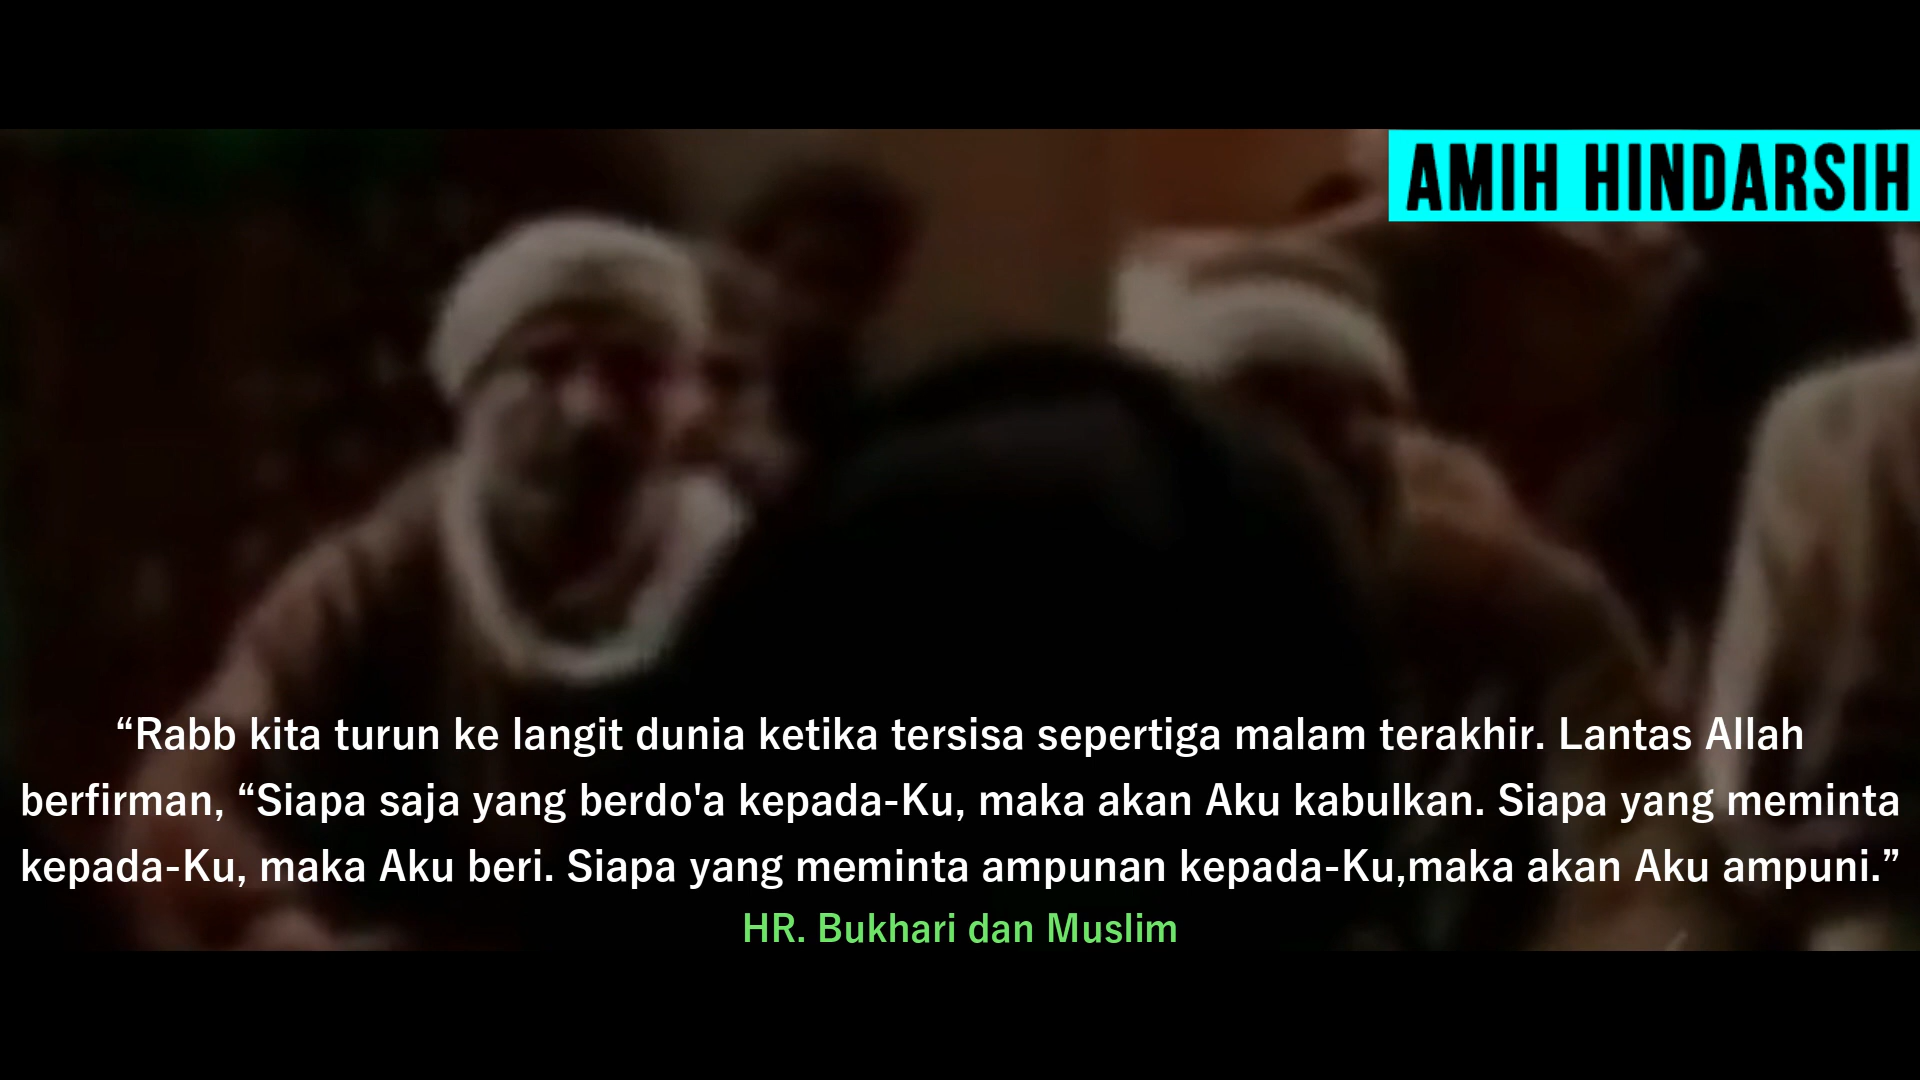 AMIH HINDARSIH
“Rabb kita turun ke langit dunia ketika tersisa sepertiga malam terakhir. Lantas Allah
berfirman, “Siapa saja yang berdo'a kepada-Ku, maka akan Aku kabulkan. Siapa yang meminta
kepada-Ku, maka Aku beri. Siapa yang meminta ampunan kepada-Ku,maka akan Aku ampuni.”
HR. Bukhari dan Muslim